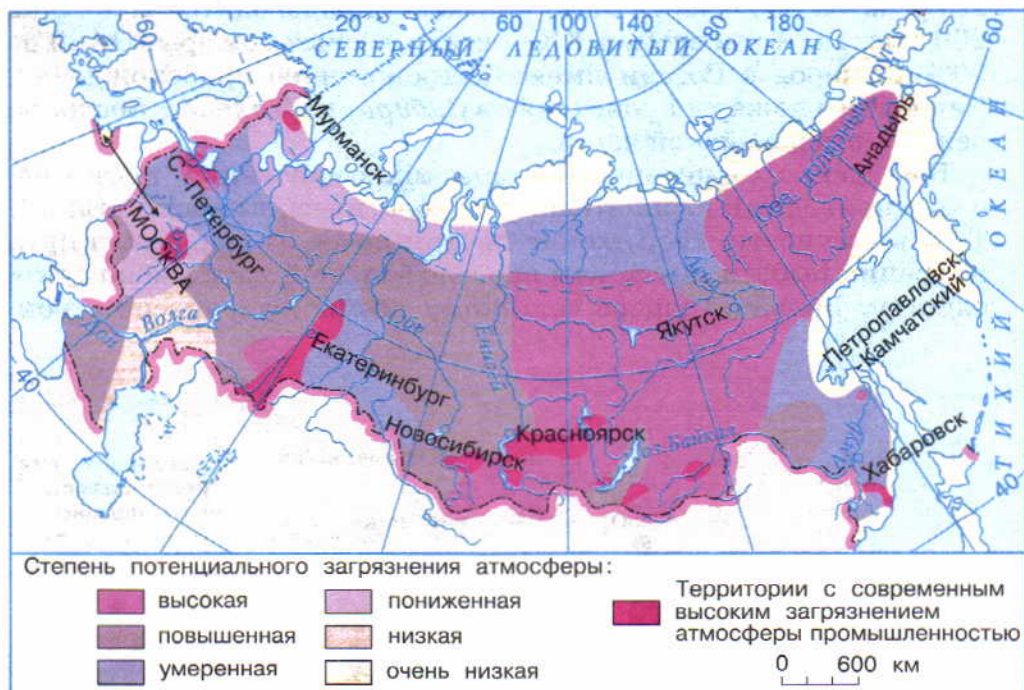 60
20
60
100
140
80
180
60
СЕВЕРНЫЙ ЛЕДОВИТЫЙ ОКЕАН
Мурманск
С.-Петербург
МОСКВА
Сев. полярный круг
Анадырь
ТИХИЙ ОКЕАН
Дон
Волга
Обь
Енисей
Лена
Якутск
Петропавловск-
-Камчатский
40
Екатеринбург
Новосибирск
Красноярск
оз. Байкал
Амур
Хабаровск
40
Степень потенциального загрязнения атмосферы:
высокая
повышенная
умеренная
пониженная
низкая
очень низкая
Территории с современным
высоким загрязнением
атмосферы промышленностью
0 600 км